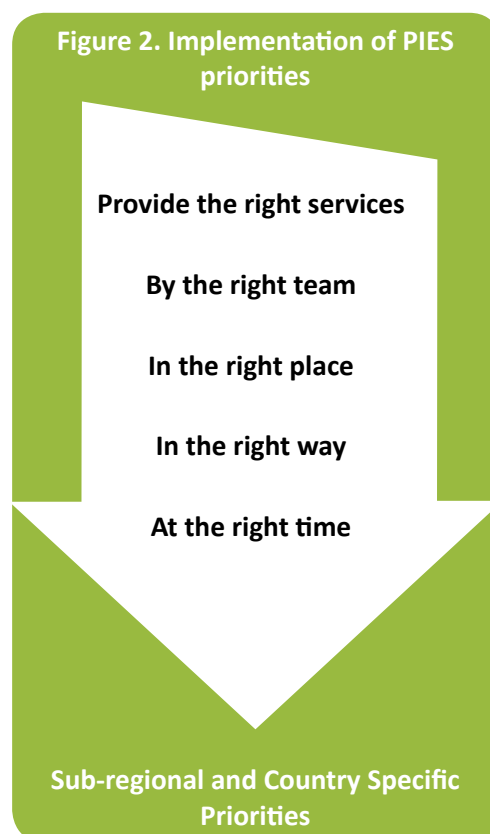 Figure 2. Implementation of PIES
priorities
Provide the right services
By the right team
In the right place
In the right way
At the right time
Sub-regional and Country Specific
Priorities